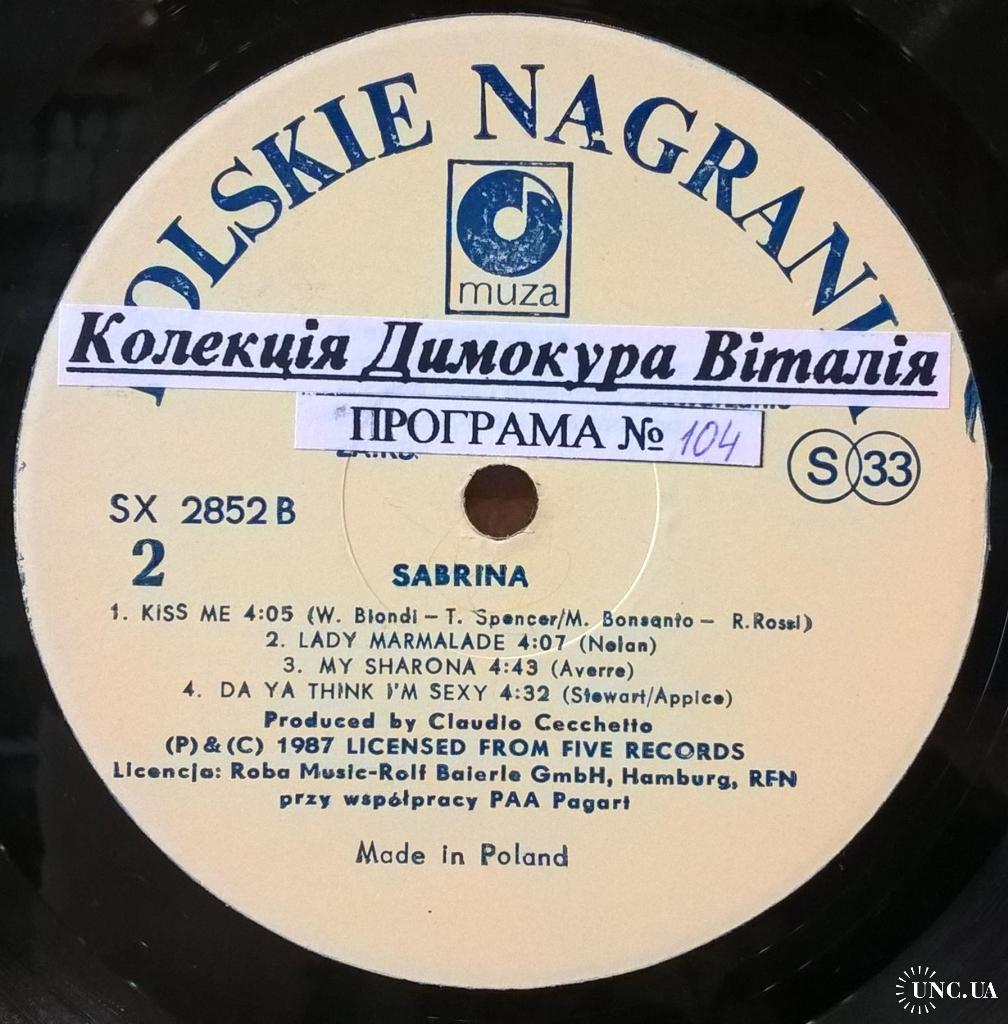 POLSKIE NAGRANIA
muza
Колекція Димокура Віталія
ПРОГРАМА № 104
S 33
SX 2852 B
2
SABRINA
1. KISS ME 4:05 (W. Biondi – T. Spencer/M. Bonsanto – R. Rossi)
2. LADY MARMALADE 4:07 (Nolan)
3. MY SHARONA 4:43 (Averre)
4. DA YA THINK I'M SEXY 4:32 (Stewart/Appice)
Produced by Claudio Cecchetto
(P) & (C) 1987 LICENSED FROM FIVE RECORDS
Licencja: Roba Music-Rolf Baierle GmbH, Hamburg, RFN
przy współpracy PAA Pagart
Made in Poland
UNC.UA